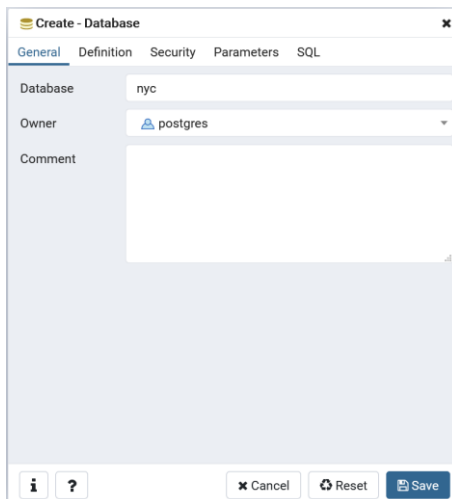 Create - Database
General Definition Security Parameters SQL
Database nyc
Owner postgres
Comment
i ? Cancel Reset Save